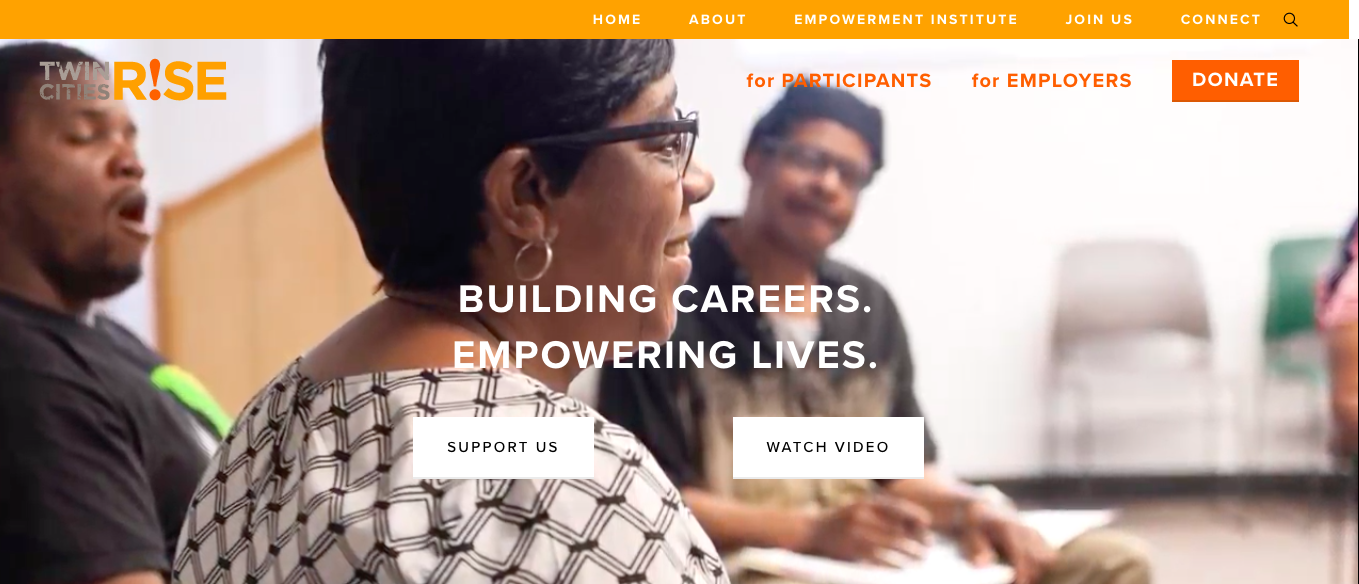 HOME ABOUT EMPOWERMENT INSTITUTE JOIN US CONNECT
TWIN CITIES R!SE
for PARTICIPANTS for EMPLOYERS DONATE
BUILDING CAREERS.
EMPOWERING LIVES.
SUPPORT US WATCH VIDEO